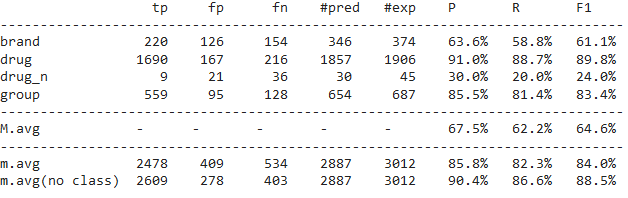 tp fp fn #pred #exp P R F1
------------------------------------------------------------------------------
brand 220 126 154 346 374 63.6% 58.8% 61.1%
drug 1690 167 216 1857 1906 91.0% 88.7% 89.8%
drug_n 9 21 36 30 45 30.0% 20.0% 24.0%
group 559 95 128 654 687 85.5% 81.4% 83.4%
------------------------------------------------------------------------------
M.avg - - - - - 67.5% 62.2% 64.6%
------------------------------------------------------------------------------
m.avg 2478 409 534 2887 3012 85.8% 82.3% 84.0%
m.avg(no class) 2609 278 403 2887 3012 90.4% 86.6% 88.5%